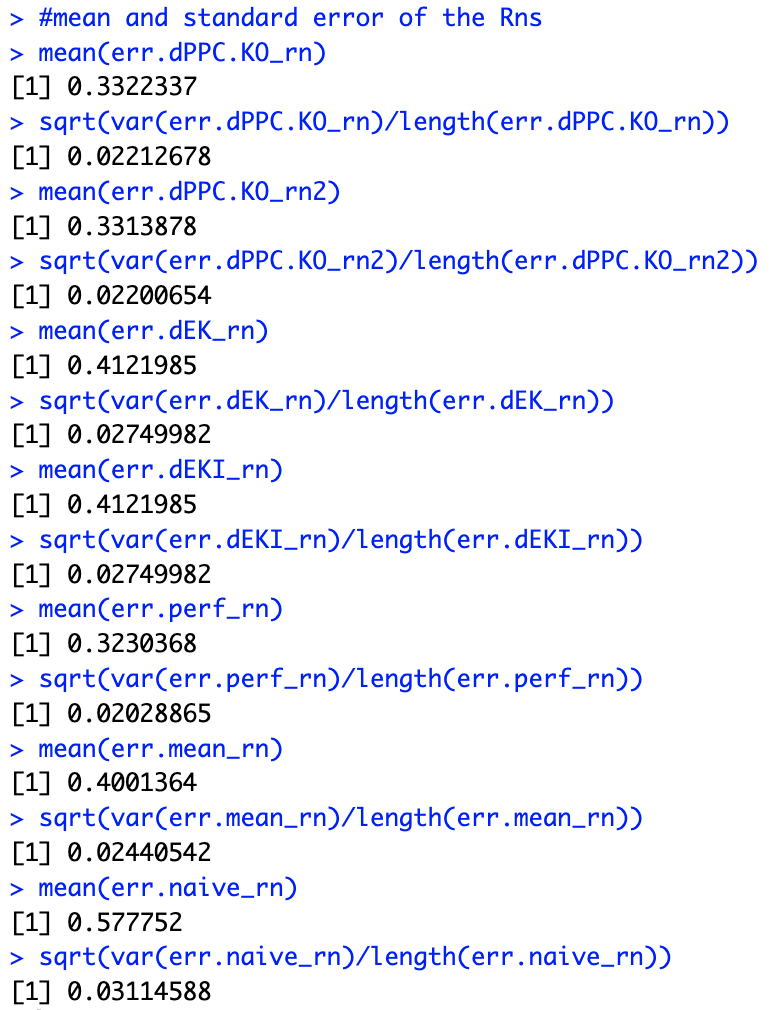 > #mean and standard error of the Rns
> mean(err.dPPC.KO_rn)
[1] 0.3322337
> sqrt(var(err.dPPC.KO_rn)/length(err.dPPC.KO_rn))
[1] 0.02212678
> mean(err.dPPC.KO_rn2)
[1] 0.3313878
> sqrt(var(err.dPPC.KO_rn2)/length(err.dPPC.KO_rn2))
[1] 0.02200654
> mean(err.dEK_rn)
[1] 0.4121985
> sqrt(var(err.dEK_rn)/length(err.dEK_rn))
[1] 0.02749982
> mean(err.dEKI_rn)
[1] 0.4121985
> sqrt(var(err.dEKI_rn)/length(err.dEKI_rn))
[1] 0.02749982
> mean(err.perf_rn)
[1] 0.3230368
> sqrt(var(err.perf_rn)/length(err.perf_rn))
[1] 0.02028865
> mean(err.mean_rn)
[1] 0.4001364
> sqrt(var(err.mean_rn)/length(err.mean_rn))
[1] 0.02440542
> mean(err.naive_rn)
[1] 0.577752
> sqrt(var(err.naive_rn)/length(err.naive_rn))
[1] 0.03114588